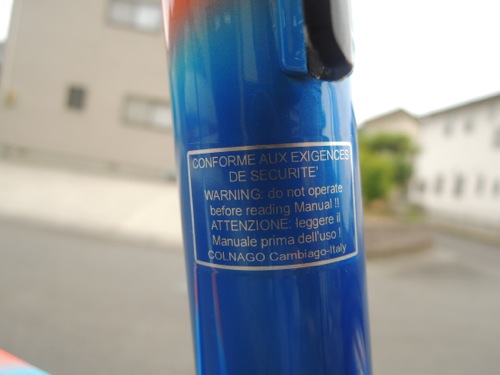 CONFORME AUX EXIGENCES
DE SECURITE'
WARNING: do not operate
before reading Manual !!
ATTENZIONE: leggere il
Manuale prima dell'uso !
COLNAGO Cambiago-Italy